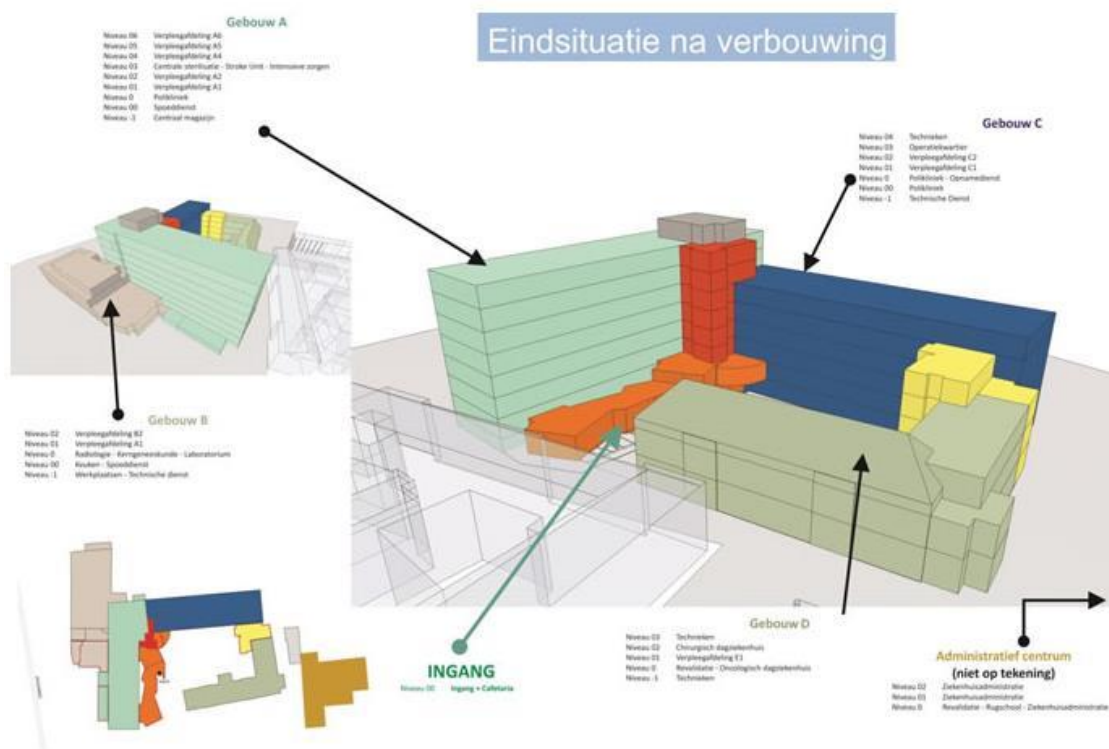 Eindsituatie na verbouwing
Gebouw A
Niveau 06 Verpleegafdeling A6
Niveau 05 Verpleegafdeling A5
Niveau 04 Verpleegafdeling A4
Niveau 03 Centrale sterilisatie - Stroke Unit - Intensieve zorgen
Niveau 02 Verpleegafdeling A2
Niveau 01 Verpleegafdeling A1
Niveau 0 Polikliniek
Niveau 00 Spoeddienst
Niveau -1 Centraal magazijn
Gebouw C
Niveau 04 Technieken
Niveau 03 Operatiekwartier
Niveau 02 Verpleegafdeling C2
Niveau 01 Verpleegafdeling C1
Niveau 0 Polikliniek - Opnamedienst
Niveau 00 Polikliniek
Niveau -1 Technische Dienst
Gebouw B
Niveau 02 Verpleegafdeling B2
Niveau 01 Verpleegafdeling A1
Niveau 0 Radiologie - Kerngeneeskunde - Laboratorium
Niveau 00 Keuken - Spoeddienst
Niveau -1 Werkplaatsen - Technische dienst
INGANG
Niveau 00 Ingang + Cafetaria
Gebouw D
Niveau 03 Technieken
Niveau 02 Chirurgisch dagziekenhuis
Niveau 01 Verpleegafdeling E1
Niveau 0 Revalidatie - Oncologisch dagziekenhuis
Niveau -1 Technieken
Administratief centrum
(niet op tekening)
Niveau 02 Ziekenhuisadministratie
Niveau 01 Ziekenhuisadministratie
Niveau 0 Revalidatie - Rugschool - Ziekenhuisadministratie